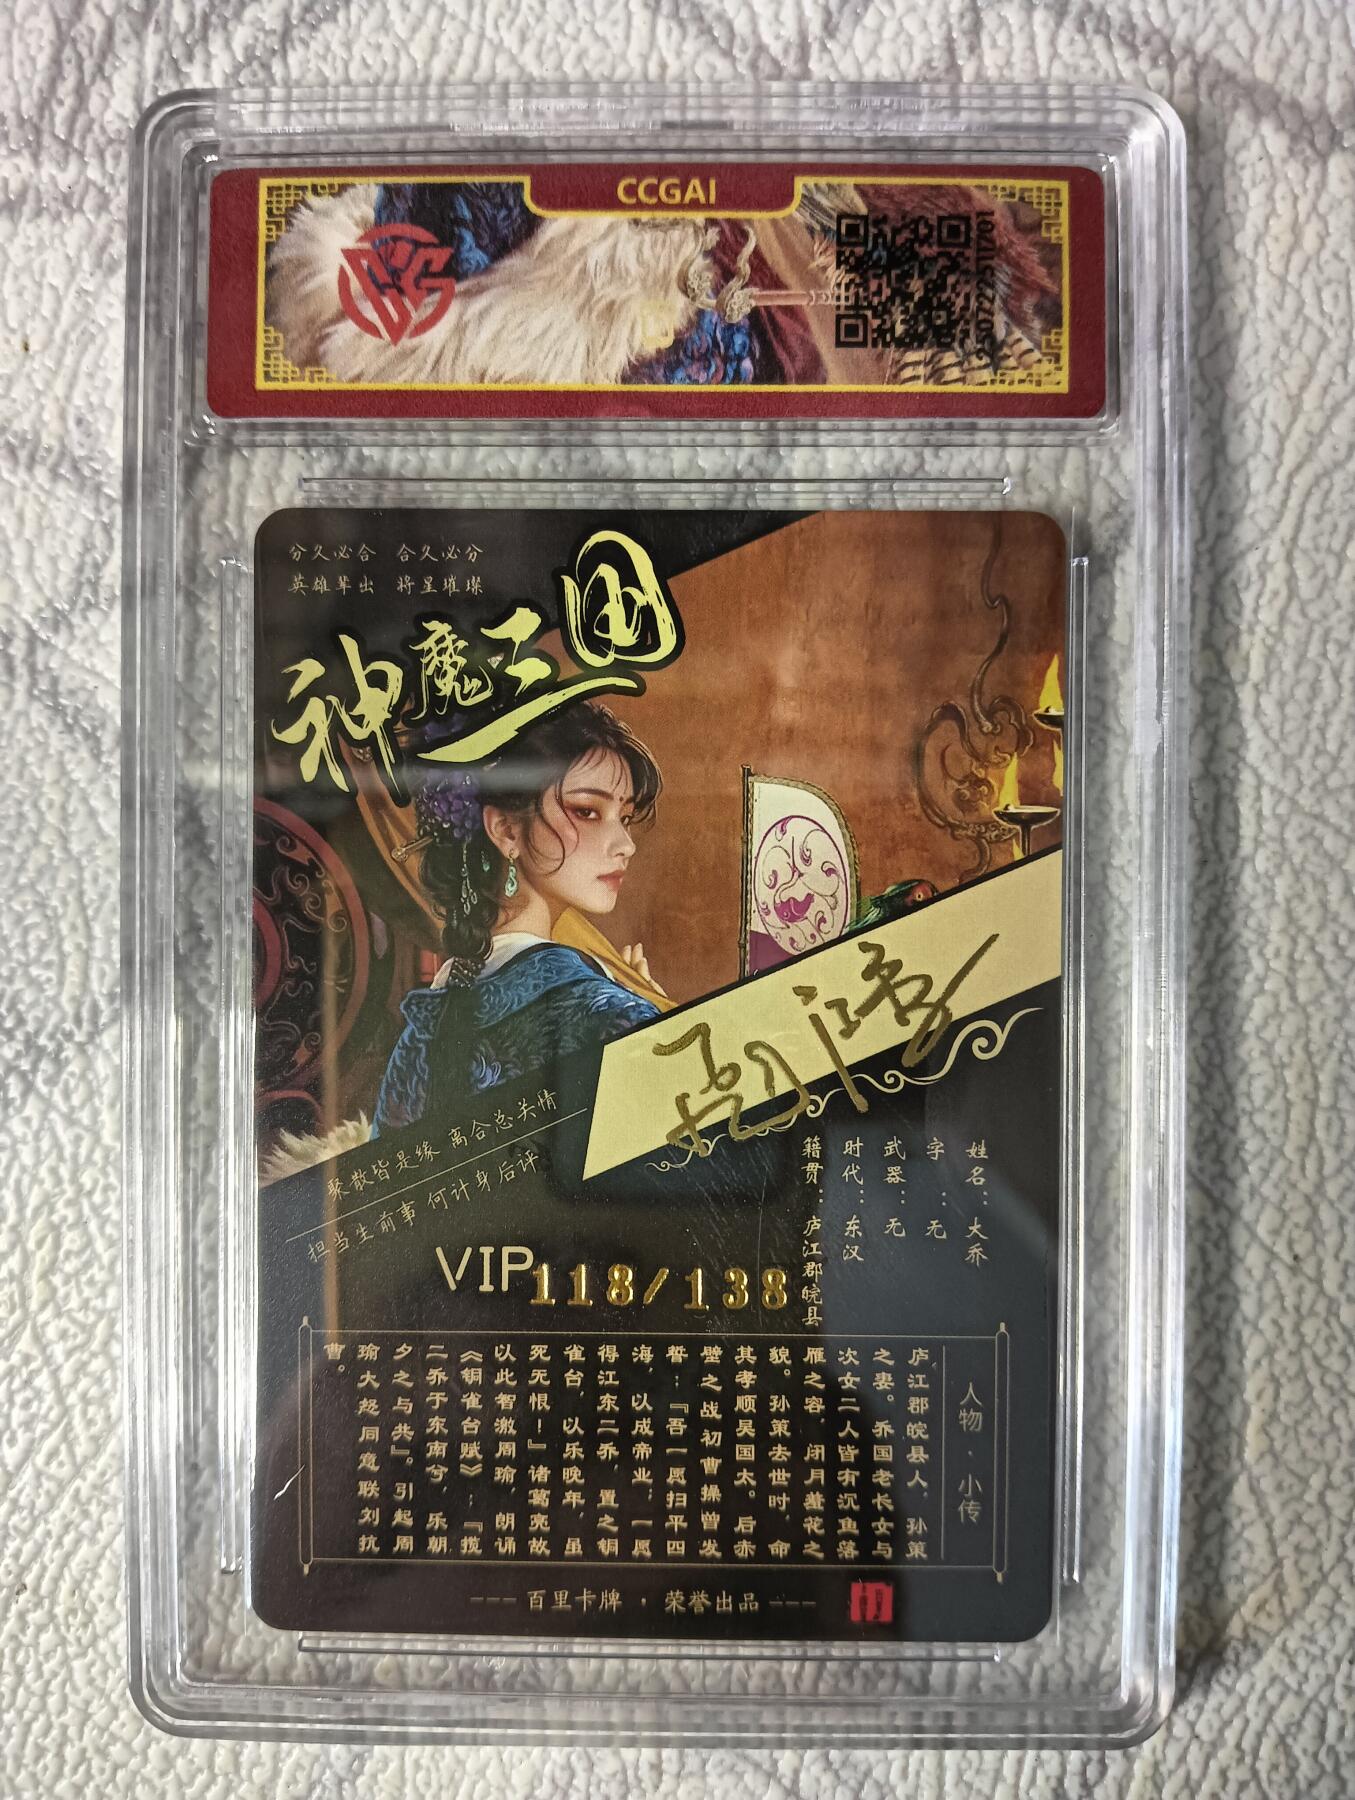 CCGAI
250722511701
分久必合 合久必分
英雄辈出 将星璀璨
神魔三国
聚散皆是缘 离合总关情
担当生前事 何计身后评
姓名：大乔
字：无
武器：无
时代：东汉
籍贯：庐江郡皖县
VIP118/138
人物·小传
庐江郡皖县人，孙策
之妻。乔国老长女与
次女二人皆有沉鱼落
雁之容，闭月羞花之
貌。孙策去世时，命
其孝顺吴国太。后赤
壁之战初曹操曾发
誓：『吾一愿扫平四
海，以成帝业；一愿
得江东二乔，置之铜
雀台，以乐晚年，虽
死无恨！』诸葛亮故
以此智激周瑜，朗诵
《铜雀台赋》：『揽
二乔于东南兮，乐朝
夕之与共』。引起周
瑜大怒同意联刘抗
曹。
--- 百里卡牌 · 荣誉出品 ---